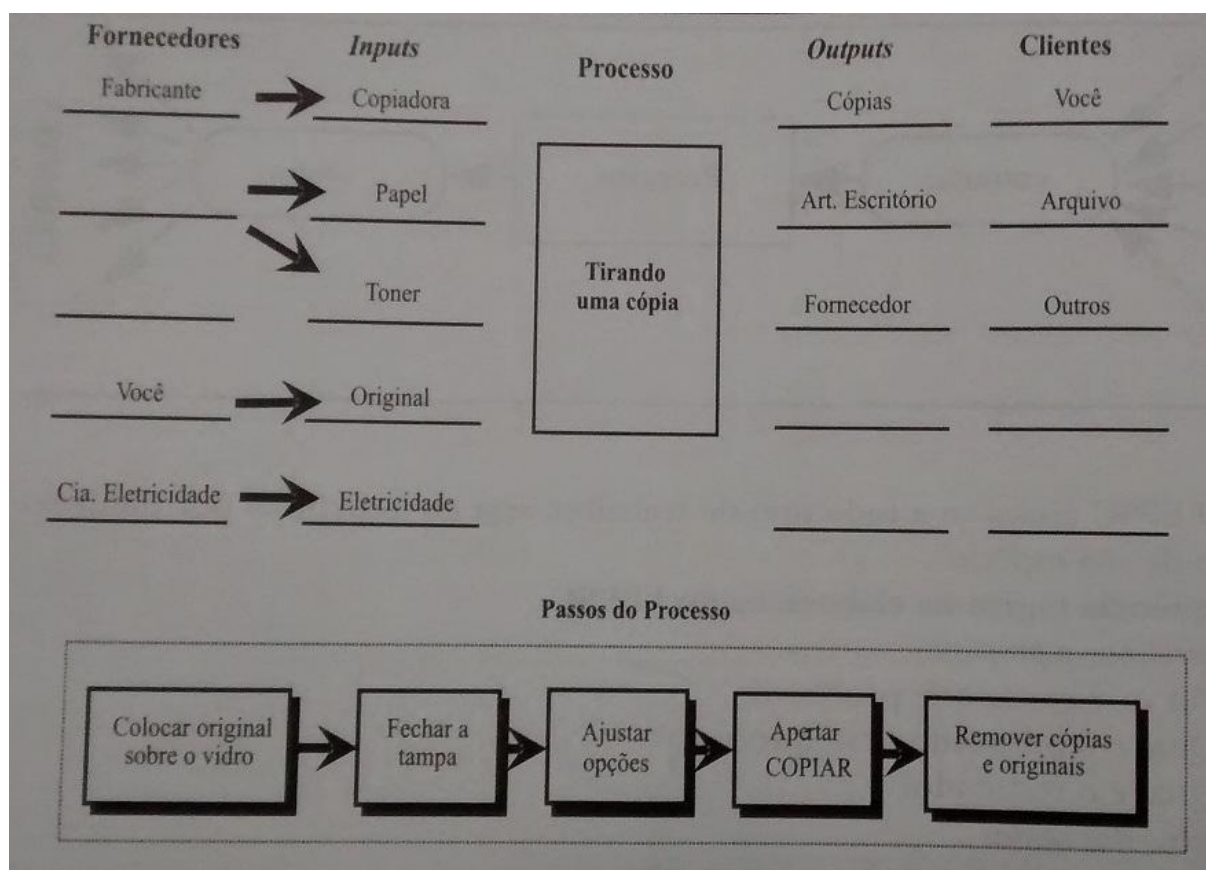 Fornecedores Inputs Processo Outputs Clientes
Fabricante Copiadora Cópias Você
Papel Art. Escritório Arquivo
Tirando
uma cópia
Toner Fornecedor Outros
Você Original
Cia. Eletricidade Eletricidade
Passos do Processo
Colocar original
sobre o vidro
Fechar a
tampa
Ajustar
opções
Apertar
COPIAR
Remover cópias
e originais